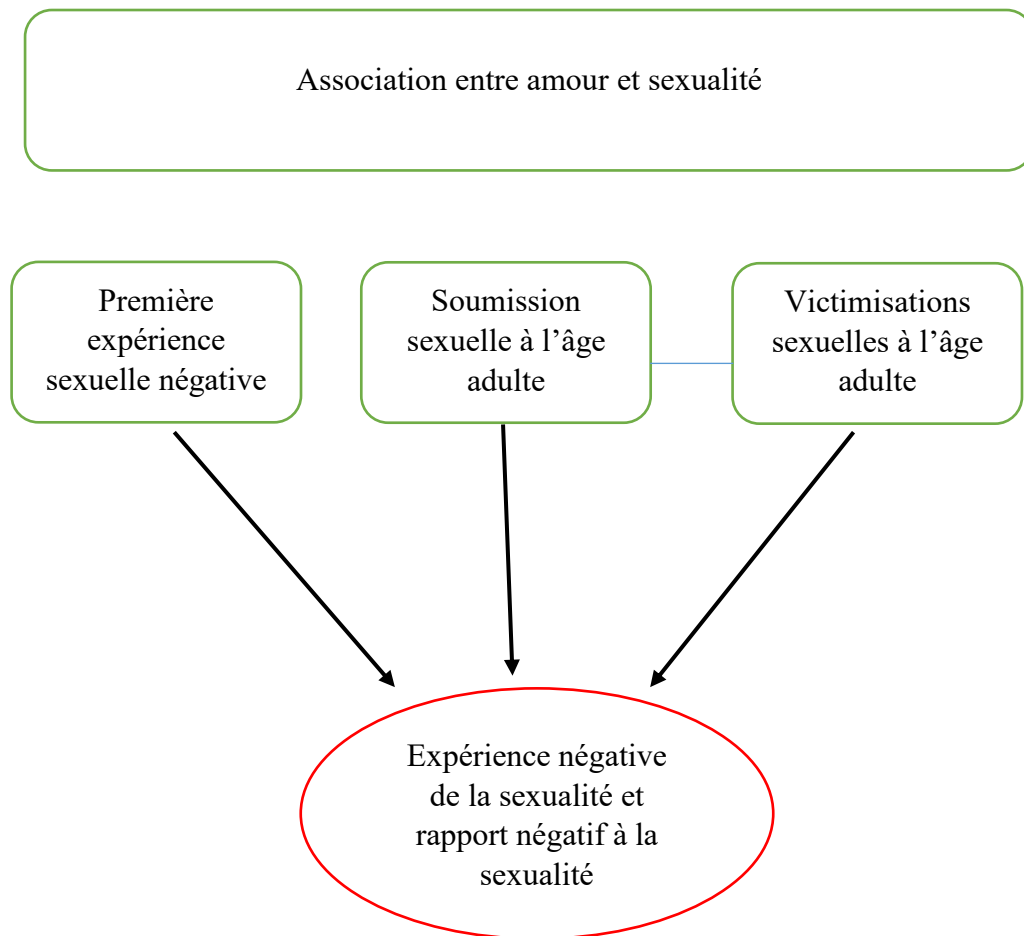 Association entre amour et sexualité
Première
expérience
sexuelle négative
Soumission
sexuelle à l’âge
adulte
Victimisations
sexuelles à l’âge
adulte
Expérience négative
de la sexualité et
rapport négatif à la
sexualité